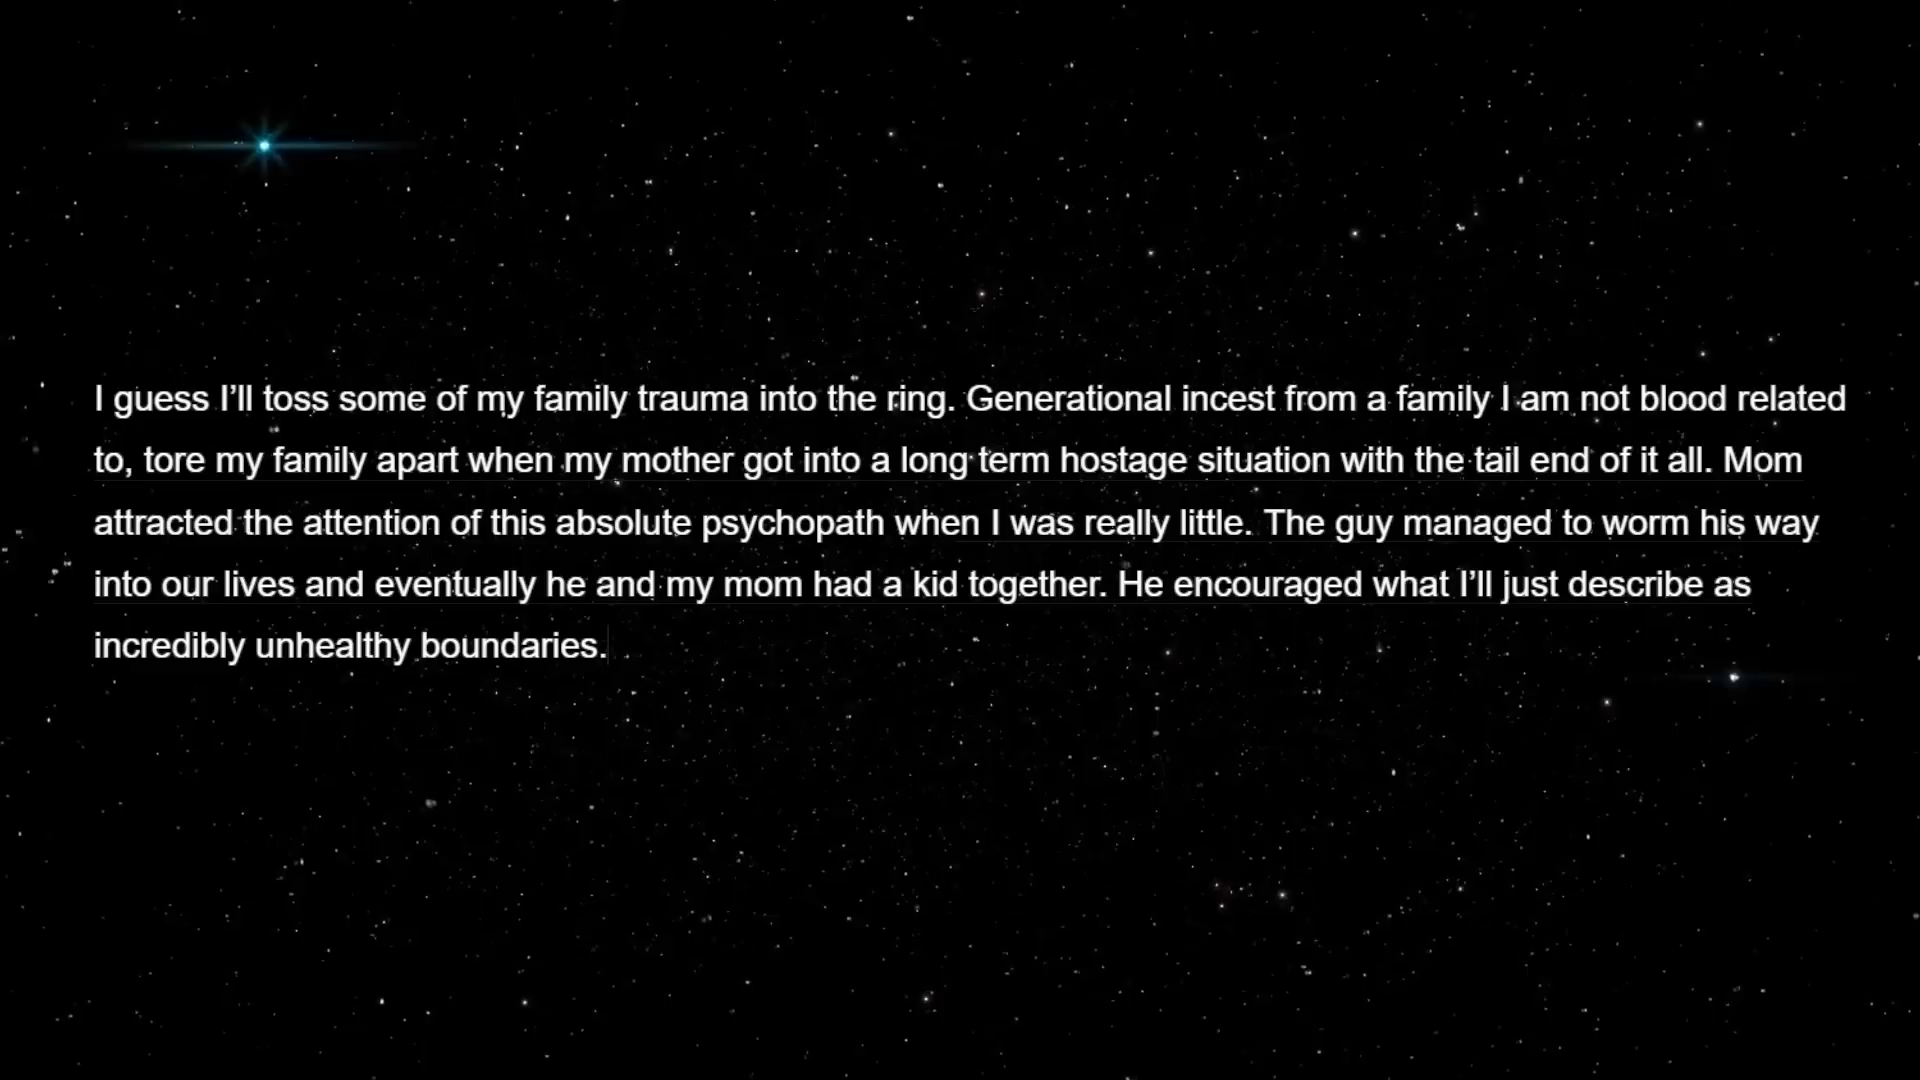 I guess I’ll toss some of my family trauma into the ring. Generational incest from a family I am not blood related
to, tore my family apart when my mother got into a long term hostage situation with the tail end of it all. Mom
attracted the attention of this absolute psychopath when I was really little. The guy managed to worm his way
into our lives and eventually he and my mom had a kid together. He encouraged what I’ll just describe as
incredibly unhealthy boundaries.